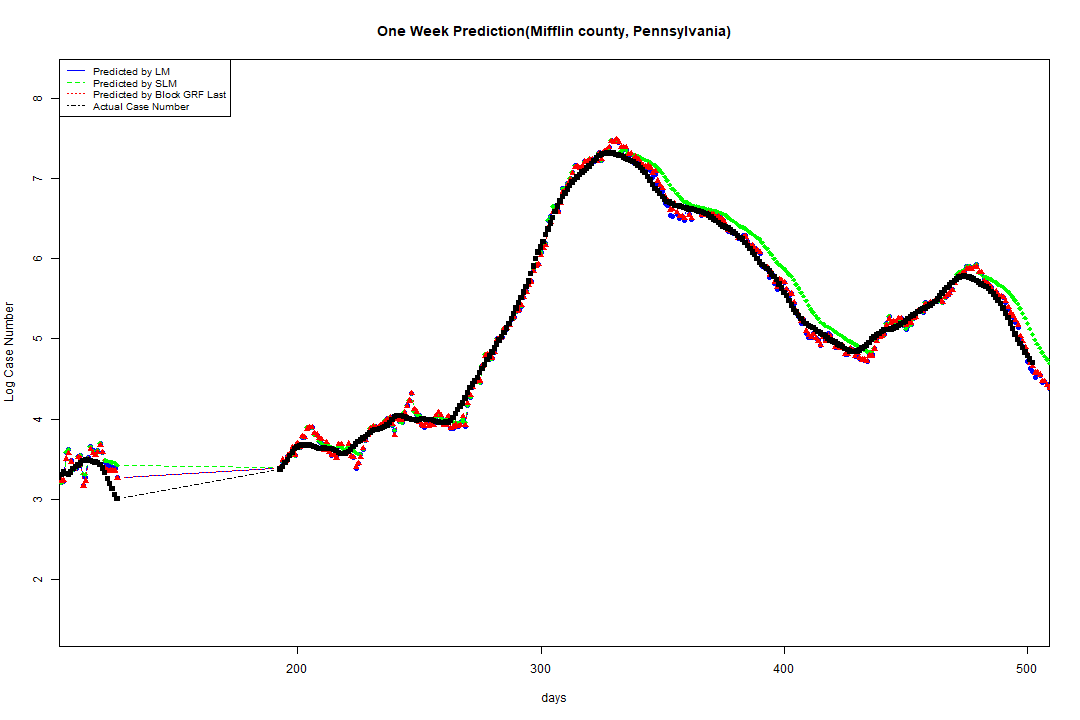 One Week Prediction(Mifflin county, Pennsylvania)
Predicted by LM
Predicted by SLM
Predicted by Block GRF Last
Actual Case Number
8
7
6
5
4
3
2
Log Case Number
200 300 400 500
days